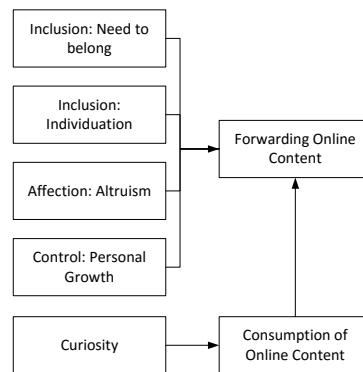 Inclusion: Need to
belong
Inclusion:
Individuation
Forwarding Online
Content
Affection: Altruism
Control: Personal
Growth
Curiosity
Consumption of
Online Content